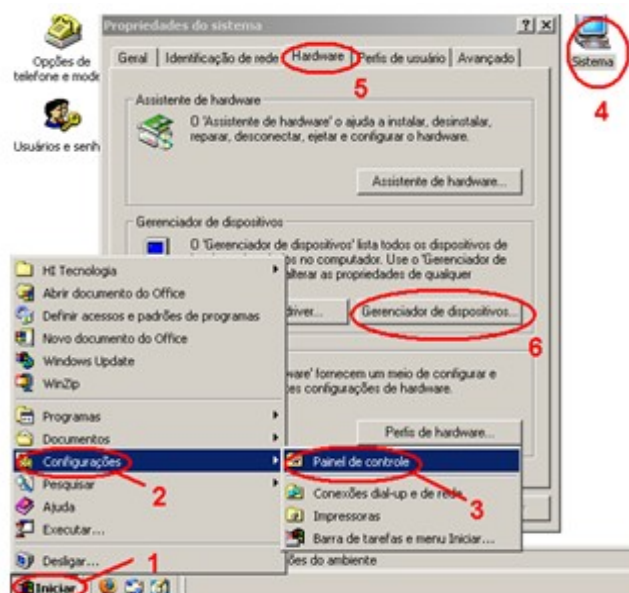 Propriedades do sistema
Opções de
telefone e mode
Usuários e senh
Geral
Identificação de rede
Hardware
Perfis de usuário
Avançado
5
Sistema
4
Assistente de hardware
O 'Assistente de hardware' o ajuda a instalar, desinstalar,
reparar, desconectar, ejetar e configurar o hardware.
Assistente de hardware...
Gerenciador de dispositivos
O 'Gerenciador de dispositivos' lista todos os dispositivos de
no computador. Use o 'Gerenciador de
alterar as propriedades de qualquer
driver...
Gerenciador de dispositivos...
6
ware' fornecem um meio de configurar e
tes configurações de hardware.
Perfis de hardware...
HI Tecnologia
Abrir documento do Office
Definir acessos e padrões de programas
Novo documento do Office
Windows Update
WinZip
Programas
Documentos
Configurações
2
Pesquisar
Ajuda
Executar...
Desligar...
1
Iniciar
Painel de controle
3
Conexões dial-up e de rede
Impressoras
Barra de tarefas e menu Iniciar...
ões do ambiente